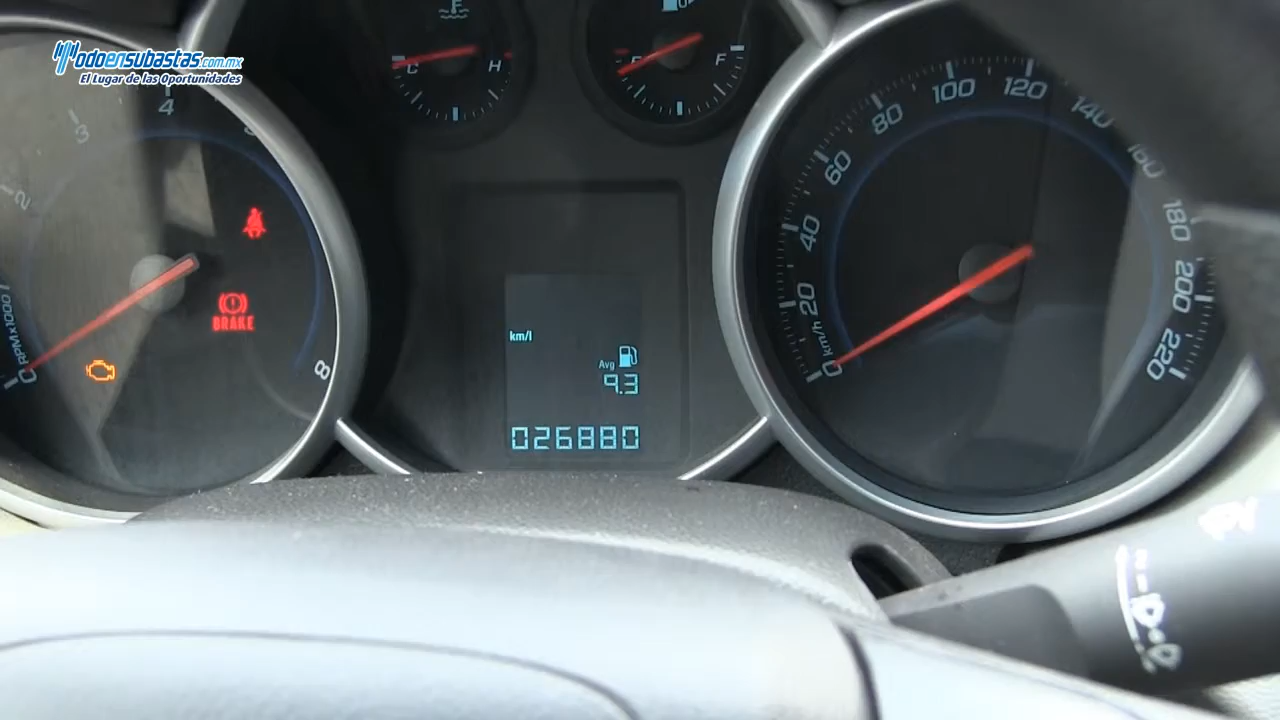 TodoenSubastas.com.mx
El Lugar de las Oportunidades
C
H
F
2
3
4
8
0
RPMx1000
BRAKE
km/l
Avg
9.3
026880
0
20
40
60
80
100
120
140
160
180
200
220
km/h